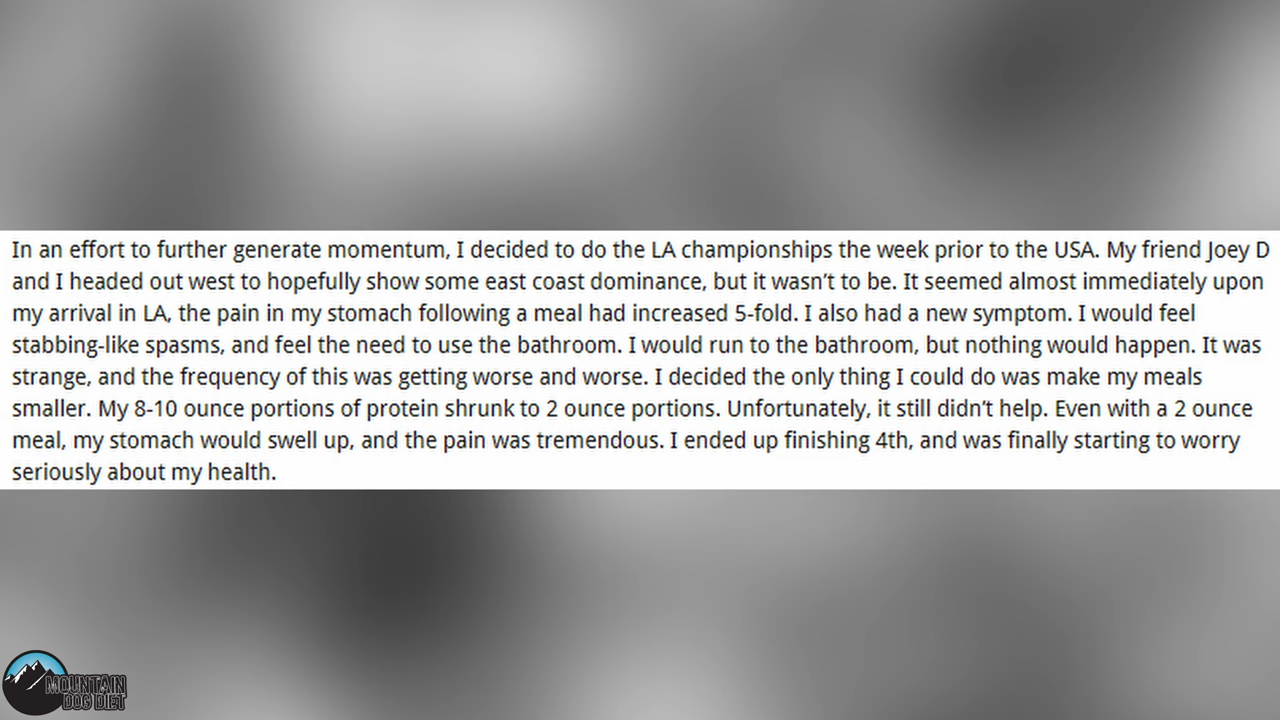 In an effort to further generate momentum, I decided to do the LA championships the week prior to the USA. My friend Joey D
and I headed out west to hopefully show some east coast dominance, but it wasn’t to be. It seemed almost immediately upon
my arrival in LA, the pain in my stomach following a meal had increased 5-fold. I also had a new symptom. I would feel
stabbing-like spasms, and feel the need to use the bathroom. I would run to the bathroom, but nothing would happen. It was
strange, and the frequency of this was getting worse and worse. I decided the only thing I could do was make my meals
smaller. My 8-10 ounce portions of protein shrunk to 2 ounce portions. Unfortunately, it still didn’t help. Even with a 2 ounce
meal, my stomach would swell up, and the pain was tremendous. I ended up finishing 4th, and was finally starting to worry
seriously about my health.
MOUNTAIN
DOG DIET